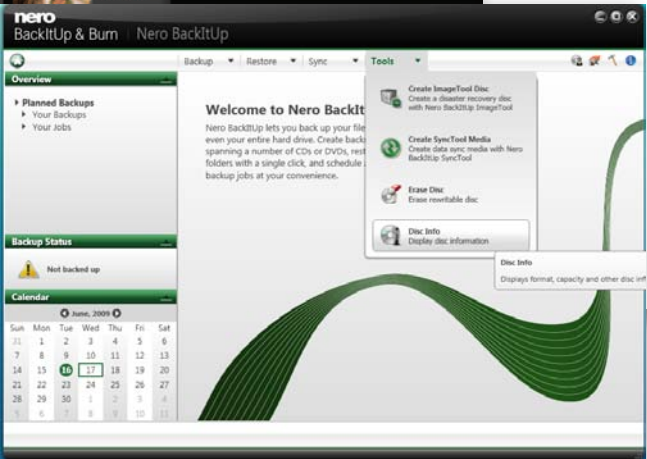 nero
BackItUp & Burn | Nero BackItUp
Backup Restore Sync Tools
Overview
Planned Backups
Your Backups
Your Jobs
Welcome to Nero BackIt
Nero BackItUp lets you back up your file
even your entire hard drive. Create back
spanning a number of CDs or DVDs, rest
folders with a single click, and schedule
backup jobs at your convenience.
Create ImageTool Disc
Create a disaster recovery disc
with Nero BackItUp ImageTool
Create SyncTool Media
Create data sync media with Nero
BackItUp SyncTool
Erase Disc
Erase rewritable disc
Disc Info
Display disc information
Disc Info
Displays format, capacity and other disc inf
Backup Status
Not backed up
Calendar
June, 2009
Sun Mon Tue Wed Thu Fri Sat
31 1 2 3 4 5 6
7 8 9 10 11 12 13
14 15 16 17 18 19 20
21 22 23 24 25 26 27
28 29 30 1 2 3 4
5 6 7 8 9 10 11